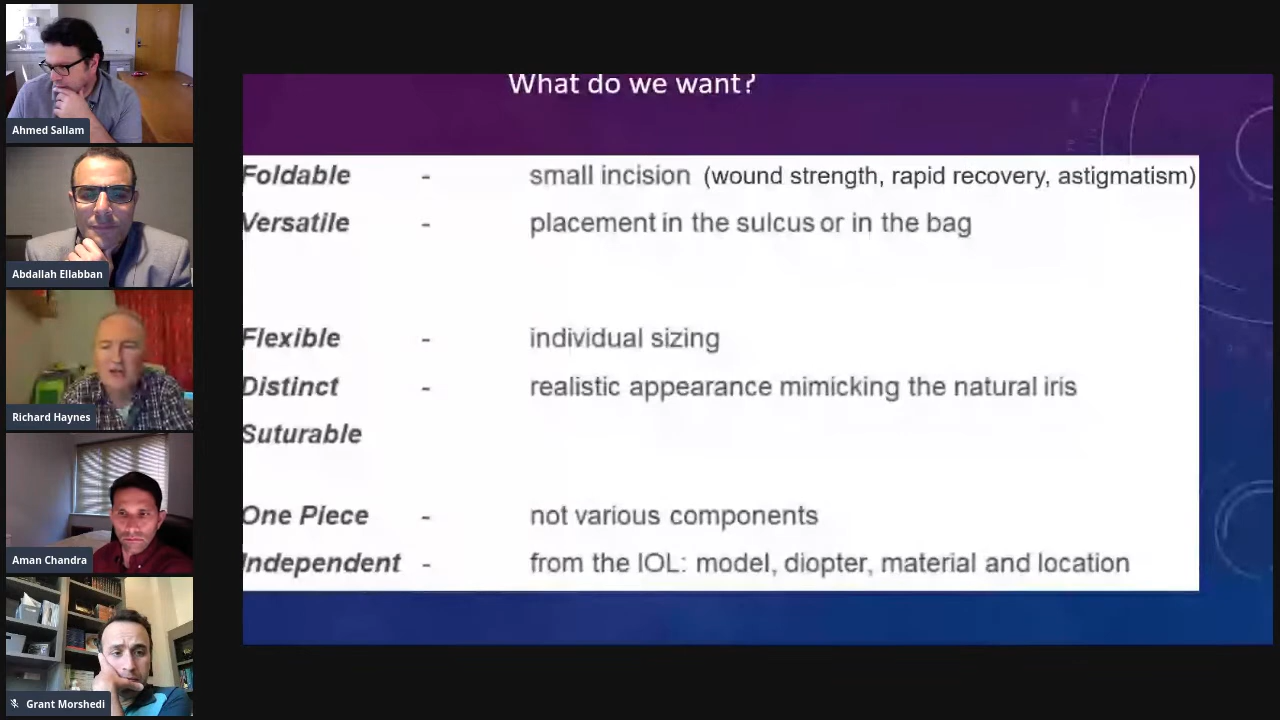 Ahmed Sallam
Abdallah Ellabban
Richard Haynes
Aman Chandra
Grant Morshedi
What do we want?
Foldable - small incision (wound strength, rapid recovery, astigmatism)
Versatile - placement in the sulcus or in the bag
Flexible - individual sizing
Distinct - realistic appearance mimicking the natural iris
Suturable
One Piece - not various components
Independent - from the IOL: model, diopter, material and location